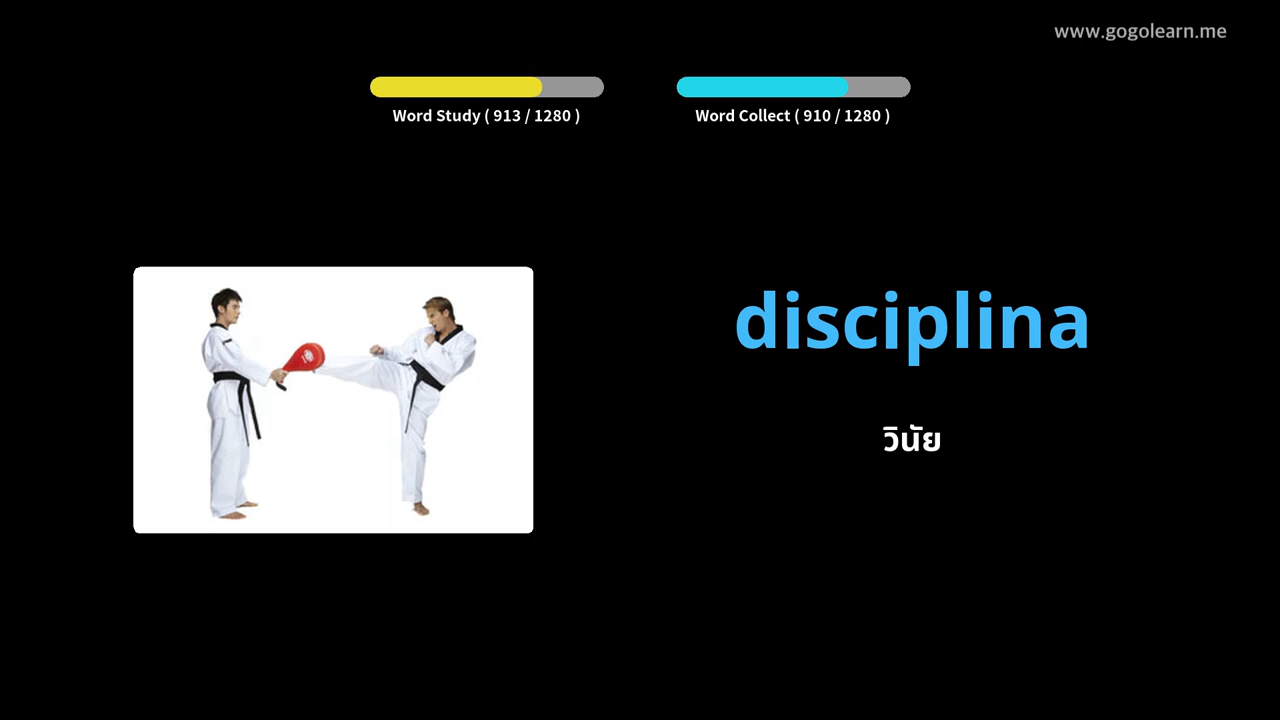 www.gogolearn.me
Word Study ( 913 / 1280 )
Word Collect ( 910 / 1280 )
disciplina
วินัย